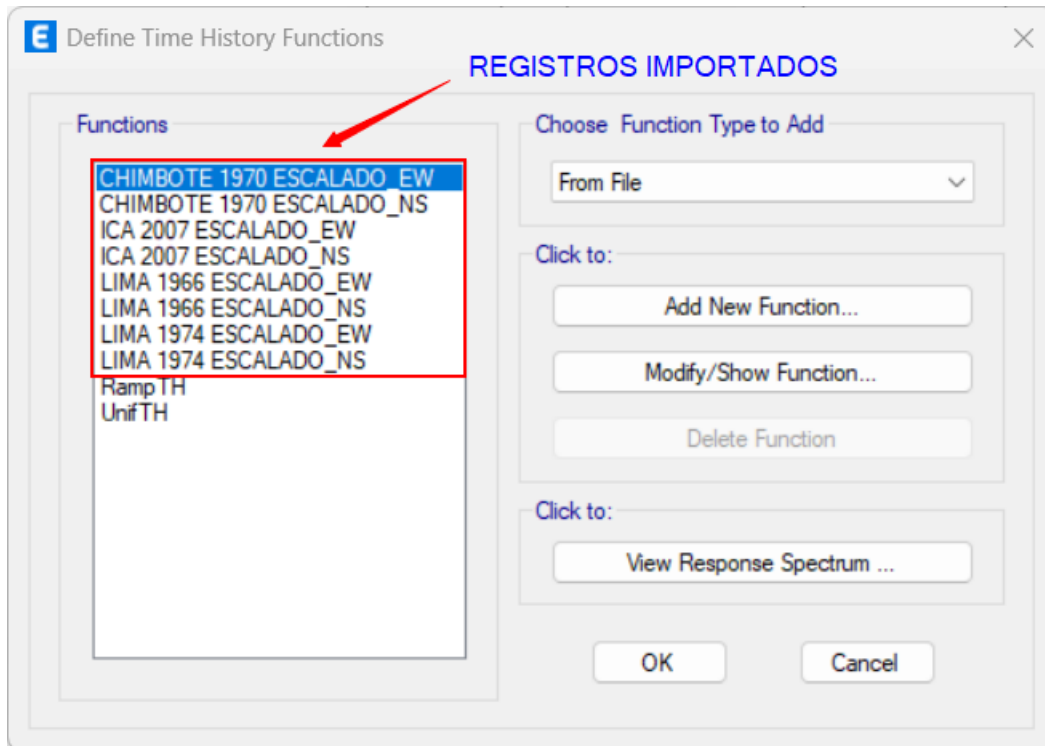 E Define Time History Functions
REGISTROS IMPORTADOS
Functions
CHIMBOTE 1970 ESCALADO_EW
CHIMBOTE 1970 ESCALADO_NS
ICA 2007 ESCALADO_EW
ICA 2007 ESCALADO_NS
LIMA 1966 ESCALADO_EW
LIMA 1966 ESCALADO_NS
LIMA 1974 ESCALADO_EW
LIMA 1974 ESCALADO_NS
RampTH
UnifTH
Choose Function Type to Add
From File
Click to:
Add New Function...
Modify/Show Function...
Delete Function
Click to:
View Response Spectrum ...
OK
Cancel